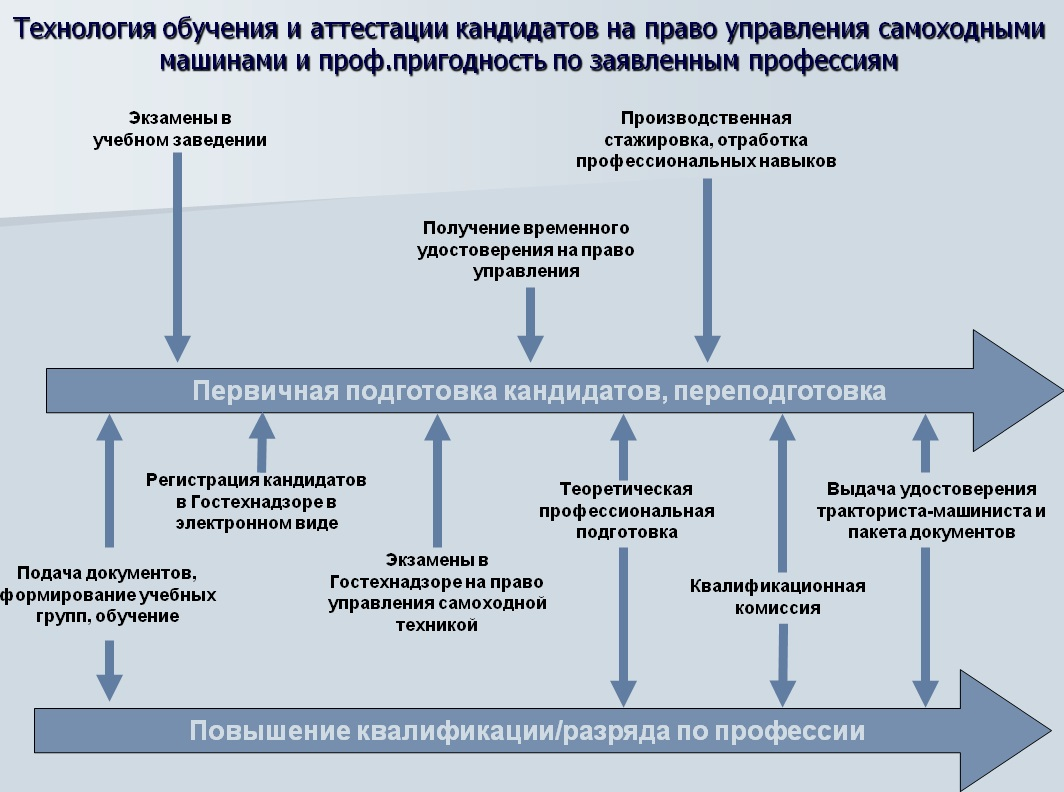 Технология обучения и аттестации кандидатов на право управления самоходными
машинами и проф.пригодность по заявленным профессиям
Экзамены в
учебном заведении
Производственная
стажировка, отработка
профессиональных навыков
Получение временного
удостоверения на право
управления
Первичная подготовка кандидатов, переподготовка
Регистрация кандидатов
в Гостехнадзоре в
электронном виде
Теоретическая
профессиональная
подготовка
Выдача удостоверения
тракториста-машиниста и
пакета документов
Подача документов,
формирование учебных
групп, обучение
Экзамены в
Гостехнадзоре на право
управления самоходной
техникой
Квалификационная
комиссия
Повышение квалификации/разряда по профессии